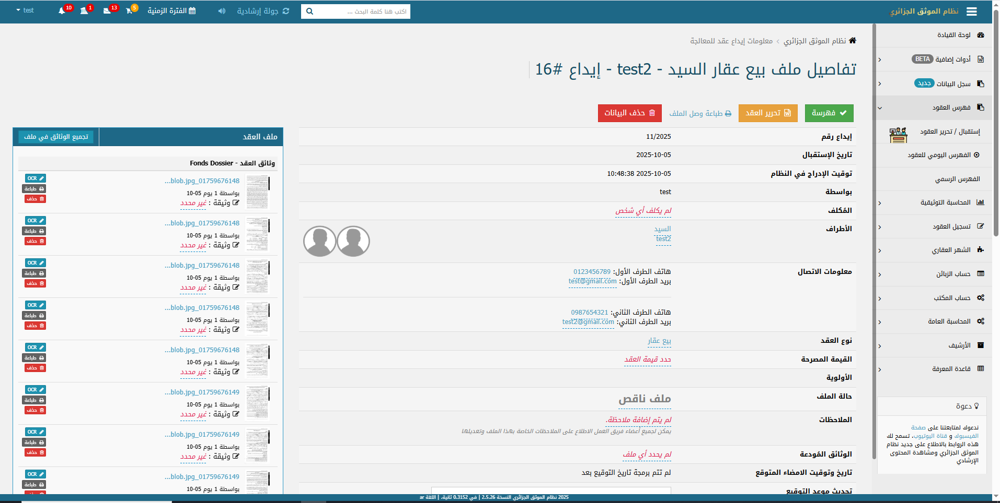 نظام الموثق الجزائري
اكتب هنا كلمة البحث ...
جولة إرشادية
الفترة الزمنية
5
13
1
10
test
لوحة القيادة
أدوات إضافية BETA
سجل البيانات جديد
فهرس العقود
إستقبال / تحرير العقود
الفهرس اليومي للعقود
الفهرس الرسمي
المحاسبة التوثيقية
تسجيل العقود
الشهر العقاري
حساب الزبائن
حساب المكتب
المحاسبة العامة
الأرشيف
قاعدة المعرفة
دعوة
ندعوك لمتابعتنا على صفحة
الفيسبوك و قناة اليوتيوب. تسمح لك
هذه الروابط بالاطلاع على جديد نظام
الموثق الجزائري ومشاهدة المحتوى
الإرشادي
نظام الموثق الجزائري > معلومات إيداع عقد للمعالجة
تفاصيل ملف بيع عقار السيد - test2 - إيداع #16
فهرسة
تحرير العقد
طباعة وصل الملف
حذف البيانات
إيداع رقم 11/2025
تاريخ الإستقبال 2025-10-05
توقيت الإدراج في النظام 2025-10-05 10:48:38
بواسطة test
المُكلف لم يكلف أي شخص
الأطراف السيد
test2
معلومات الاتصال هاتف الطرف الأول: 0123456789
بريد الطرف الأول: test@gmail.com
هاتف الطرف الثاني: 0987654321
بريد الطرف الثاني: test2@gmail.com
نوع العقد بيع عقار
القيمة المصرحة حدد قيمة العقد
الأولوية
حالة الملف ملف ناقص
الملاحظات لم يتم إضافة ملاحظة.
يمكن لجميع أعضاء فريق العمل الاطلاع على الملاحظات الخاصة بهذا الملف وتعديلها
الوثائق المُودعة لم يحدد أي ملف
تاريخ وتوقيت الامضاء المتوقع لم تتم برمجة تاريخ التوقيع بعد
تحديث موعد التوقيع
ملف العقد
تجميع الوثائق في ملف
وثائق العقد - Fonds Dossier
blob.jpg_01759676148...
بواسطة 1 يوم 05-10
وثيقة : غير محدد
OCR
طباعة
حذف
blob.jpg_01759676148...
بواسطة 1 يوم 05-10
وثيقة : غير محدد
OCR
طباعة
حذف
blob.jpg_01759676148...
بواسطة 1 يوم 05-10
وثيقة : غير محدد
OCR
طباعة
حذف
blob.jpg_01759676148...
بواسطة 1 يوم 05-10
وثيقة : غير محدد
OCR
طباعة
حذف
blob.jpg_01759676148...
بواسطة 1 يوم 05-10
وثيقة : غير محدد
OCR
طباعة
حذف
blob.jpg_01759676149...
بواسطة 1 يوم 05-10
وثيقة : غير محدد
OCR
طباعة
حذف
blob.jpg_01759676149...
بواسطة 1 يوم 05-10
وثيقة : غير محدد
OCR
طباعة
حذف
blob.jpg_01759676149...
بواسطة 1 يوم 05-10
OCR
طباعة
2025 نظام الموثق الجزائري النسخة 2.5.26 | في 0.3152 ثانية. | اللغة ar